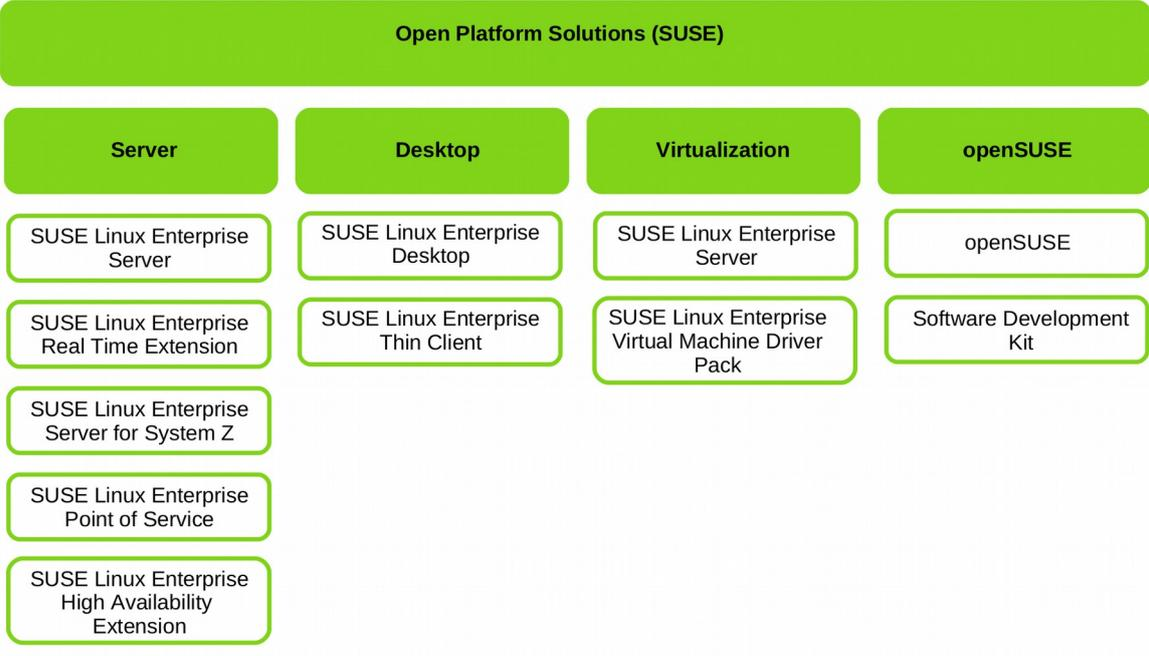 Open Platform Solutions (SUSE)
Server
SUSE Linux Enterprise
Server
SUSE Linux Enterprise
Real Time Extension
SUSE Linux Enterprise
Server for System Z
SUSE Linux Enterprise
Point of Service
SUSE Linux Enterprise
High Availability
Extension
Desktop
SUSE Linux Enterprise
Desktop
SUSE Linux Enterprise
Thin Client
Virtualization
SUSE Linux Enterprise
Server
SUSE Linux Enterprise
Virtual Machine Driver
Pack
openSUSE
openSUSE
Software Development
Kit